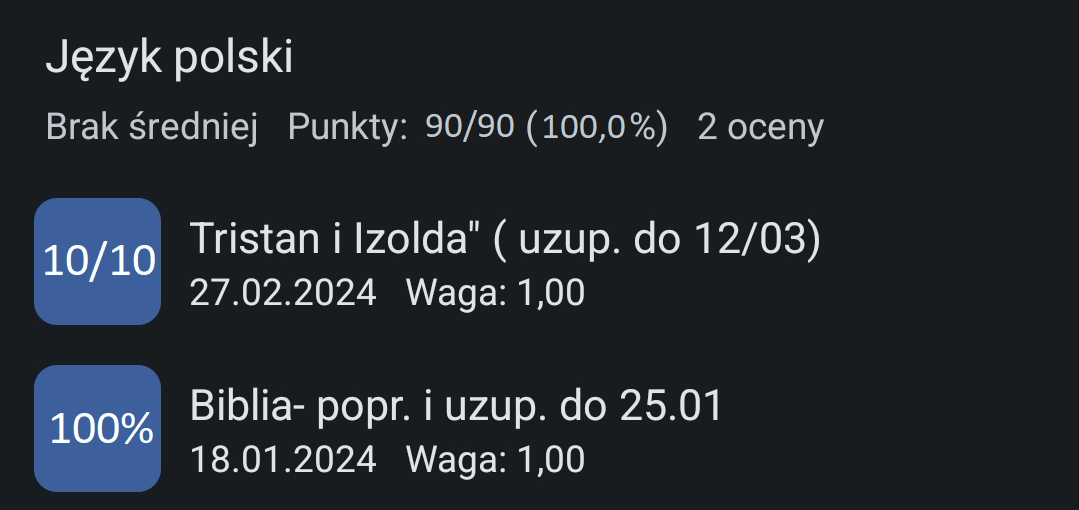 Język polski
Brak średniej Punkty: 90/90 (100,0%) 2 oceny
10/10
Tristan i Izolda" ( uzup. do 12/03)
27.02.2024 Waga: 1,00
100%
Biblia- popr. i uzup. do 25.01
18.01.2024 Waga: 1,00